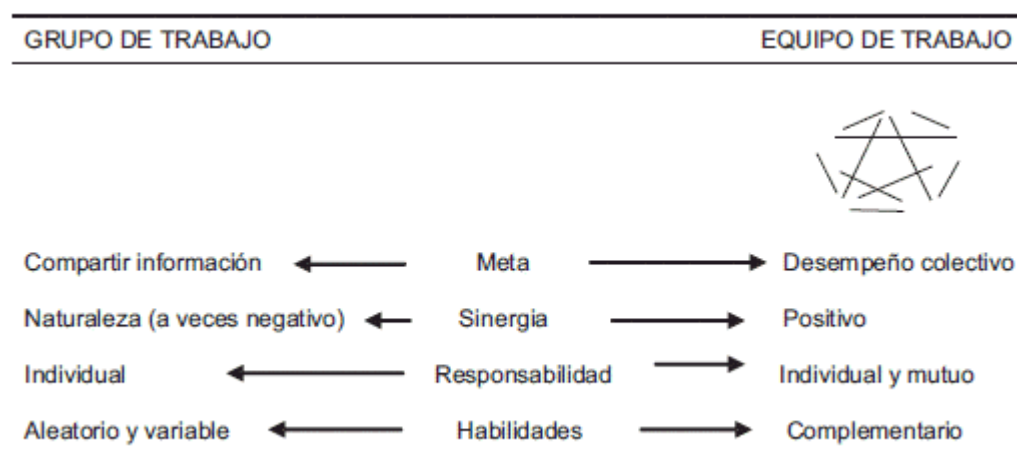 GRUPO DE TRABAJO EQUIPO DE TRABAJO
Compartir información Meta Desempeño colectivo
Naturaleza (a veces negativo) Sinergia Positivo
Individual Responsabilidad Individual y mutuo
Aleatorio y variable Habilidades Complementario